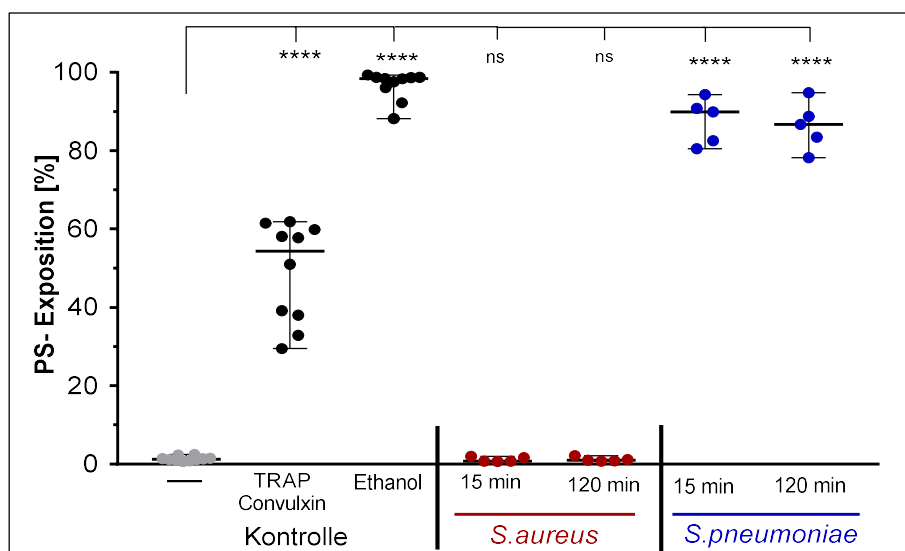 **** **** ns ns **** ****
PS- Exposition [%]
100
80
60
40
20
0
— TRAP Convulxin Ethanol 15 min 120 min 15 min 120 min
Kontrolle S.aureus S.pneumoniae